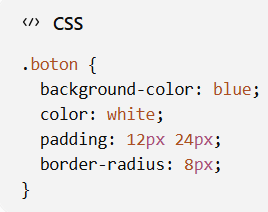 </> CSS
.boton {
  background-color: blue;
  color: white;
  padding: 12px 24px;
  border-radius: 8px;
}